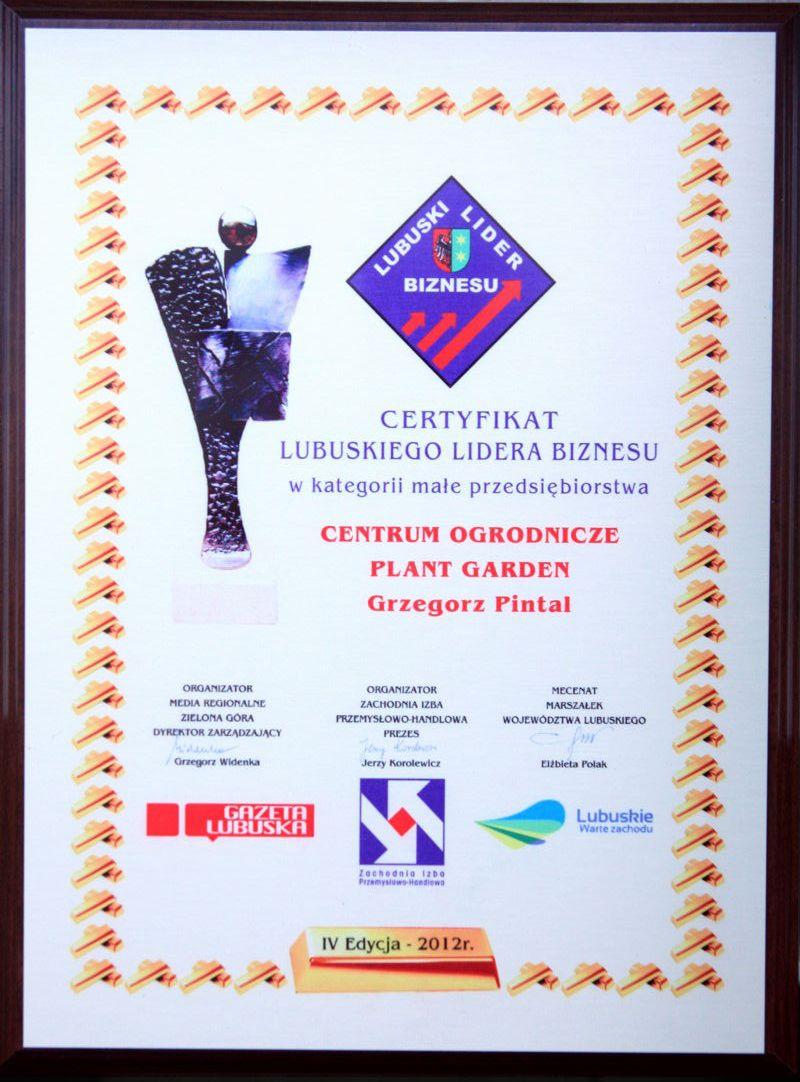 LUBUSKI LIDER
BIZNESU
CERTYFIKAT
LUBUSKIEGO LIDERA BIZNESU
w kategorii małe przedsiębiorstwa
CENTRUM OGRODNICZE
PLANT GARDEN
Grzegorz Pintal
ORGANIZATOR
MEDIA REGIONALNE
ZIELONA GÓRA
DYREKTOR ZARZĄDZAJĄCY
Grzegorz Widenka
ORGANIZATOR
ZACHODNIA IZBA
PRZEMYSŁOWO-HANDLOWA
PREZES
Jerzy Korolewicz
MECENAT
MARSZAŁEK
WOJEWÓDZTWA LUBUSKIEGO
Elżbieta Polak
GAZETA
LUBUSKA
Zachodnia Izba
Przemysłowo-Handlowa
Lubuskie
Warte zachodu
IV Edycja - 2012r.